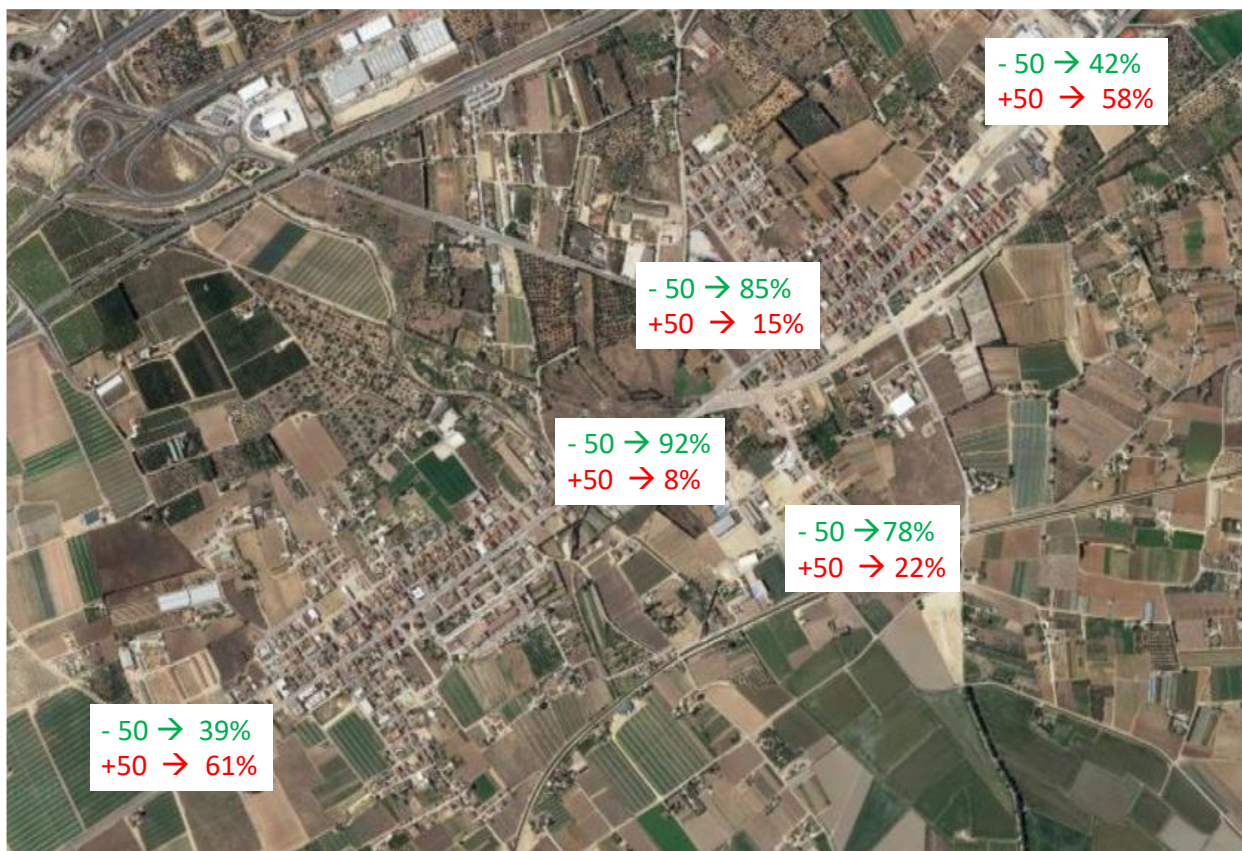 - 50 → 42%
+50 → 58%
- 50 → 85%
+50 → 15%
- 50 → 92%
+50 → 8%
- 50 →78%
+50 → 22%
- 50 → 39%
+50 → 61%